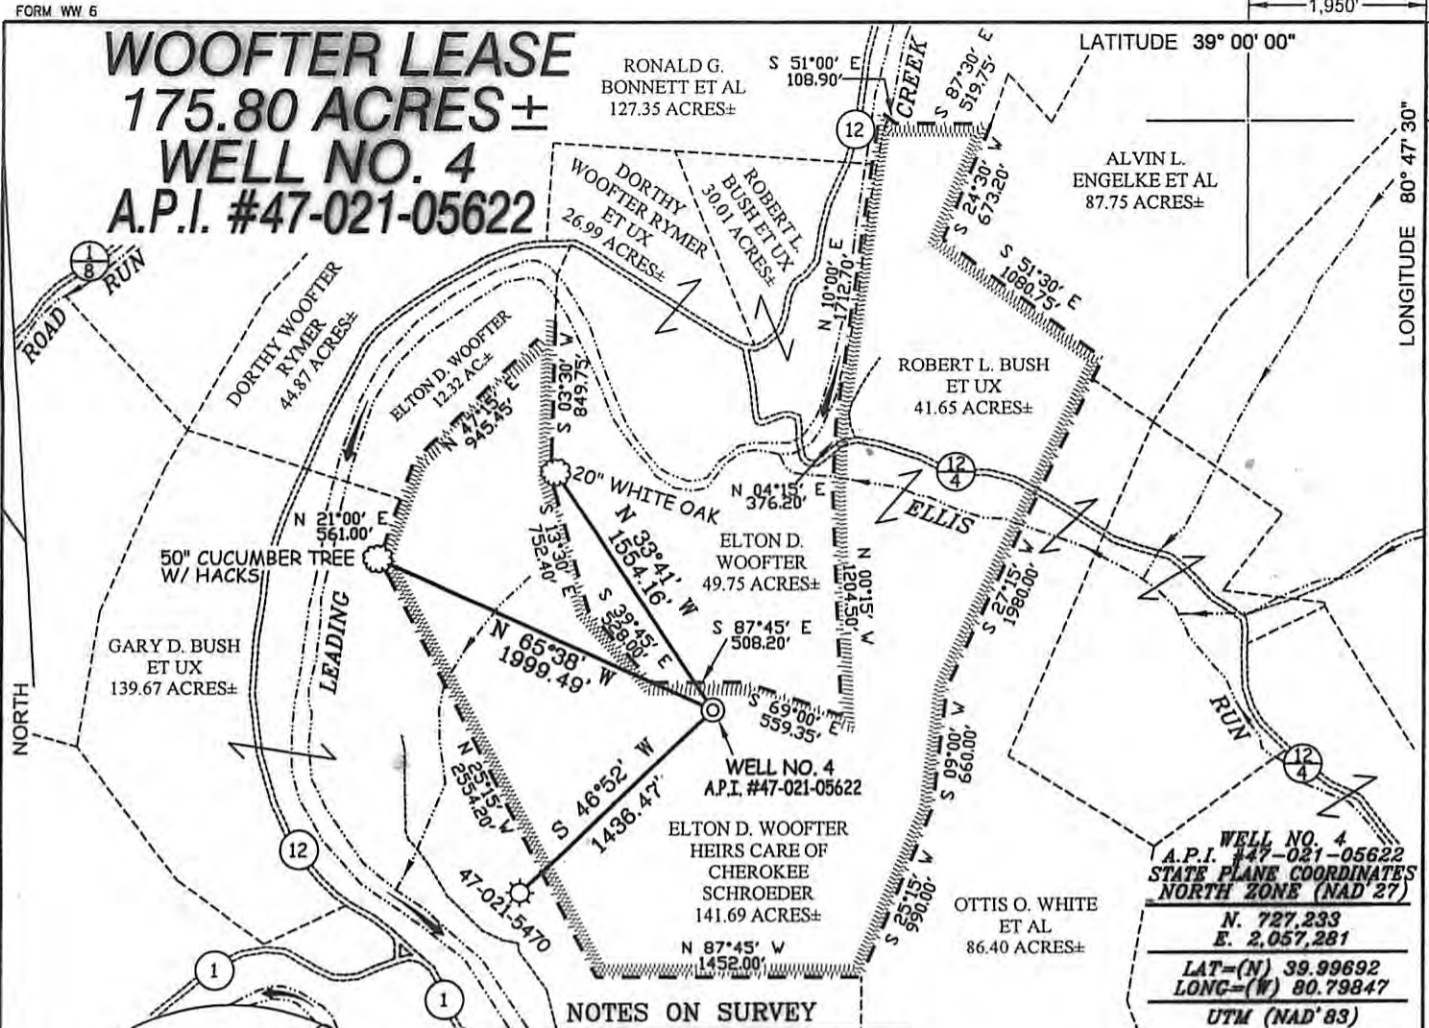 FORM WW 6
1,950'
WOOFTER LEASE
175.80 ACRES±
WELL NO. 4
A.P.I. #47-021-05622
RONALD G.
BONNETT ET AL
127.35 ACRES±
S 51°00' E
108.90'
CREEK
S 87°30' E
519.75'
LATITUDE 39° 00' 00"
LONGITUDE 80° 47' 30"
12
ALVIN L.
ENGELKE ET AL
87.75 ACRES±
S 24°30' W
673.20'
S 51°30' E
1080.75'
DORTHY
WOOFTER RYMER
ET UX
26.99 ACRES±
ROBERT L.
BUSH ET UX
30.01 ACRES±
N 10°00' E
1712.70'
1
8
ROAD RUN
DORTHY WOOFTER
RYMER
44.87 ACRES±
ELTON D. WOOFTER
12.32 AC.±
N 47°15' E
945.45'
S 03°30' W
849.75'
ROBERT L. BUSH
ET UX
41.65 ACRES±
12
4
20" WHITE OAK
N 04°15' E
376.20'
ELLIS
N 21°00' E
561.00'
50" CUCUMBER TREE
W/ HACKS
S 13°30' E
752.40'
N 33°41' W
1554.16'
ELTON D.
WOOFTER
49.75 ACRES±
N 00°15' W
1204.50'
S 27°15' W
1980.00'
LEADING
S 39°45' E
528.00'
S 87°45' E
508.20'
N 65°38' W
1999.49'
GARY D. BUSH
ET UX
139.67 ACRES±
NORTH
S 69°00' E
559.35'
S 09°00' W
660.00'
RUN
12
4
N 25°15' W
2554.20'
S 46°52' W
1436.47'
WELL NO. 4
A.P.I. #47-021-05622
ELTON D. WOOFTER
HEIRS CARE OF
CHEROKEE
SCHROEDER
141.69 ACRES±
12
47-021-5470
S 25°15' W
990.00'
OTTIS O. WHITE
ET AL
86.40 ACRES±
N 87°45' W
1452.00'
1
1
NOTES ON SURVEY
WELL NO. 4
A.P.I. #47-021-05622
STATE PLANE COORDINATES
NORTH ZONE (NAD'27)
N. 727,233
E. 2,057,281
LAT=(N) 39.99692
LONG=(W) 80.79847
UTM (NAD'83)